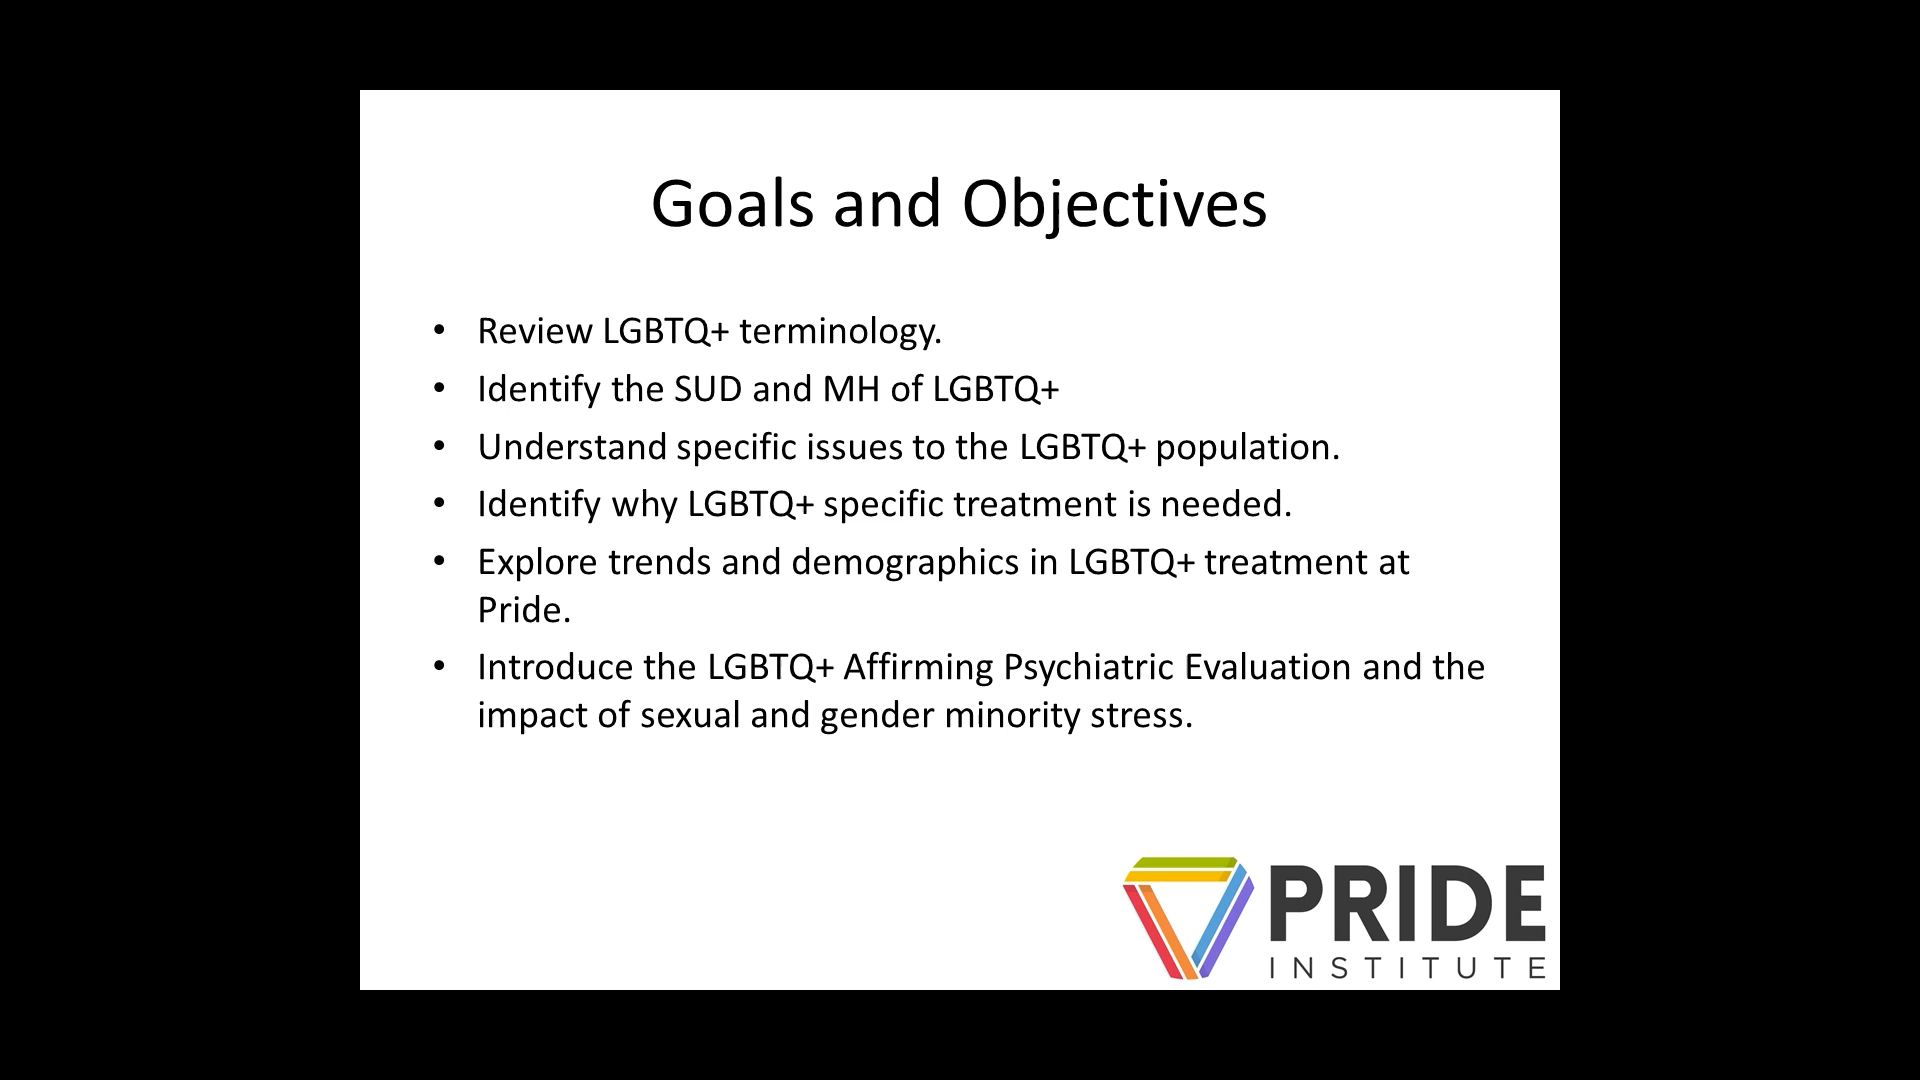 Goals and Objectives
• Review LGBTQ+ terminology.
• Identify the SUD and MH of LGBTQ+
• Understand specific issues to the LGBTQ+ population.
• Identify why LGBTQ+ specific treatment is needed.
• Explore trends and demographics in LGBTQ+ treatment at
Pride.
• Introduce the LGBTQ+ Affirming Psychiatric Evaluation and the
impact of sexual and gender minority stress.
PRIDE
INSTITUTE